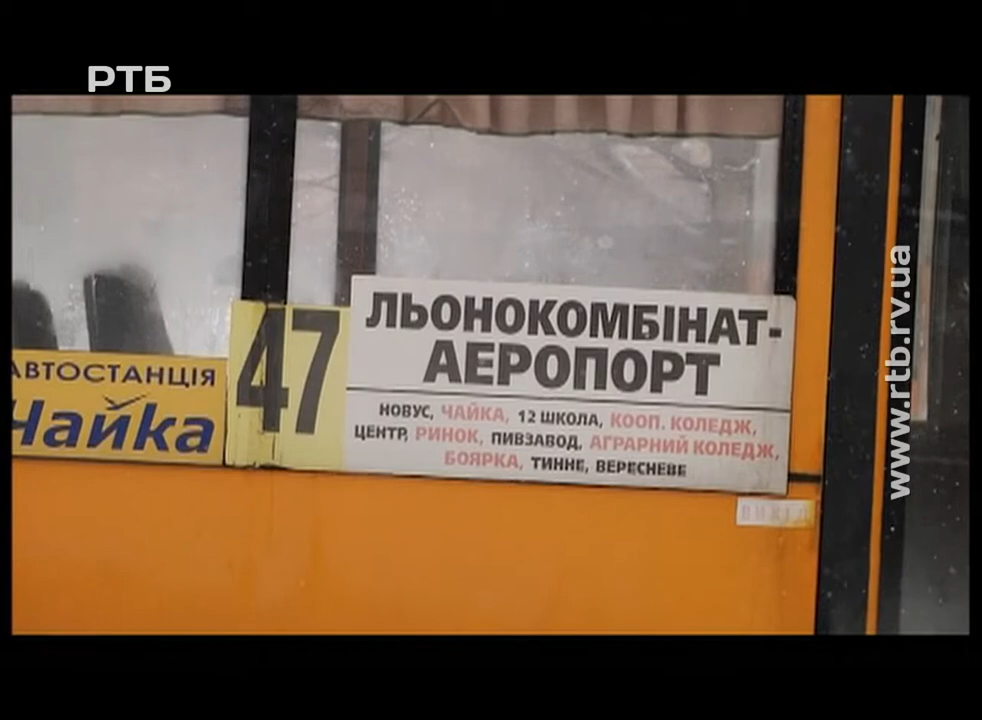 РТБ
ЛЬОНОКОМБІНАТ-
АЕРОПОРТ
47
НОВУС, ЧАЙКА, 12 ШКОЛА, КООП. КОЛЕДЖ,
ЦЕНТР, РИНОК, ПИВЗАВОД, АГРАРНИЙ КОЛЕДЖ,
БОЯРКА, ТИННЕ, ВЕРЕСНЕВЕ
АВТОСТАНЦІЯ
Чайка
www.rtb.rv.ua